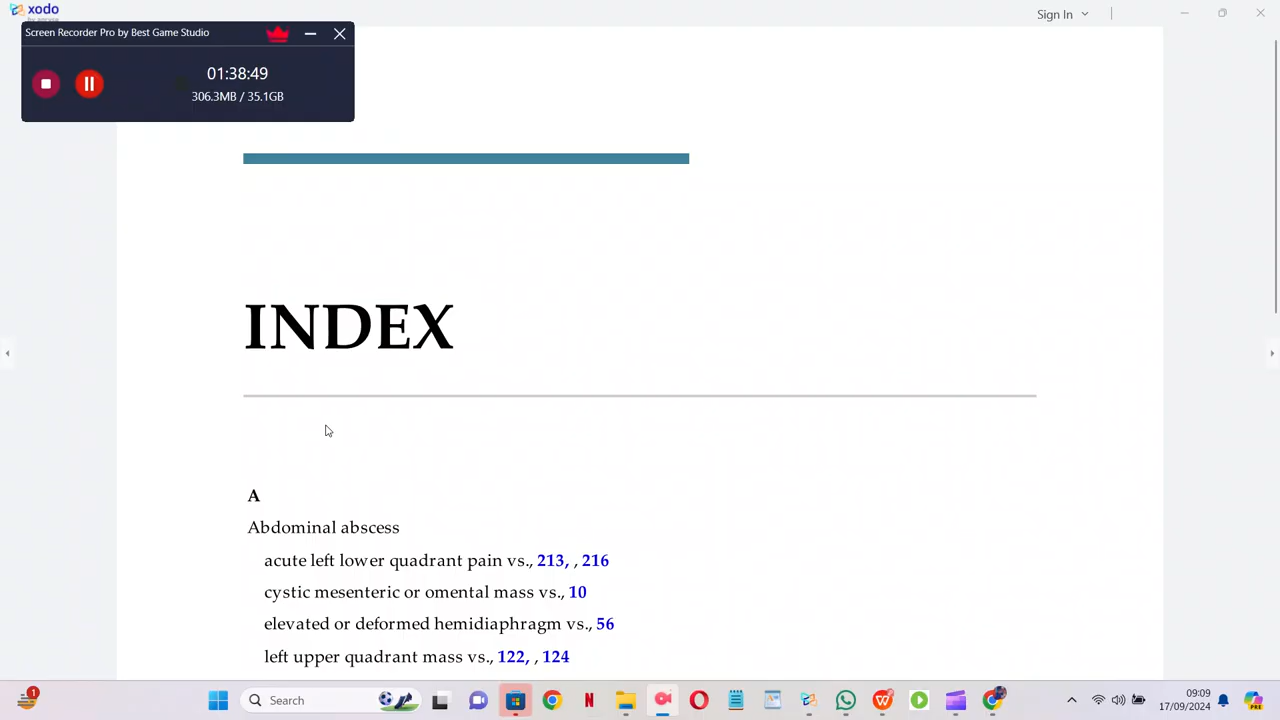 xodo
Sign In
Screen Recorder Pro by Best Game Studio
01:38:49
306.3MB / 35.1GB
INDEX
A
Abdominal abscess
acute left lower quadrant pain vs., 213, , 216
cystic mesenteric or omental mass vs., 10
elevated or deformed hemidiaphragm vs., 56
left upper quadrant mass vs., 122, , 124
1
Search
09:09
17/09/2024